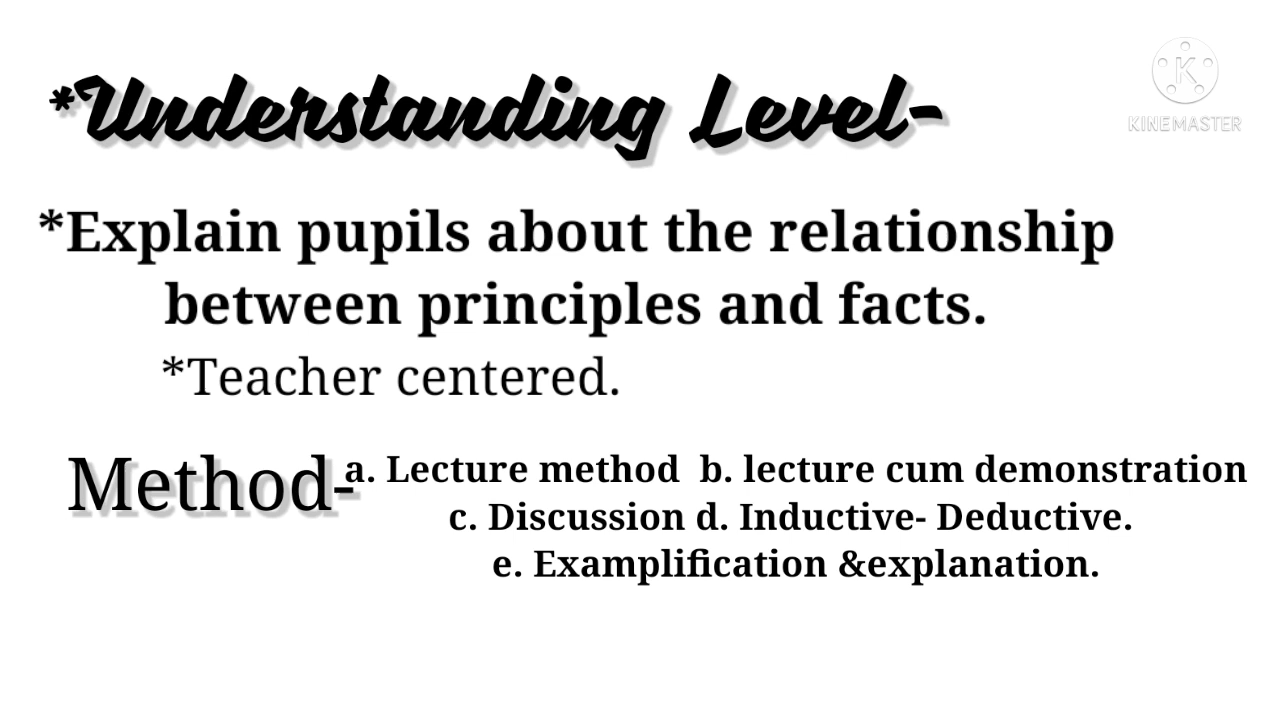 *Understanding Level-
K
KINEMASTER
*Explain pupils about the relationship
between principles and facts.
*Teacher centered.
Method-
a. Lecture method b. lecture cum demonstration
c. Discussion d. Inductive- Deductive.
e. Examplification &explanation.